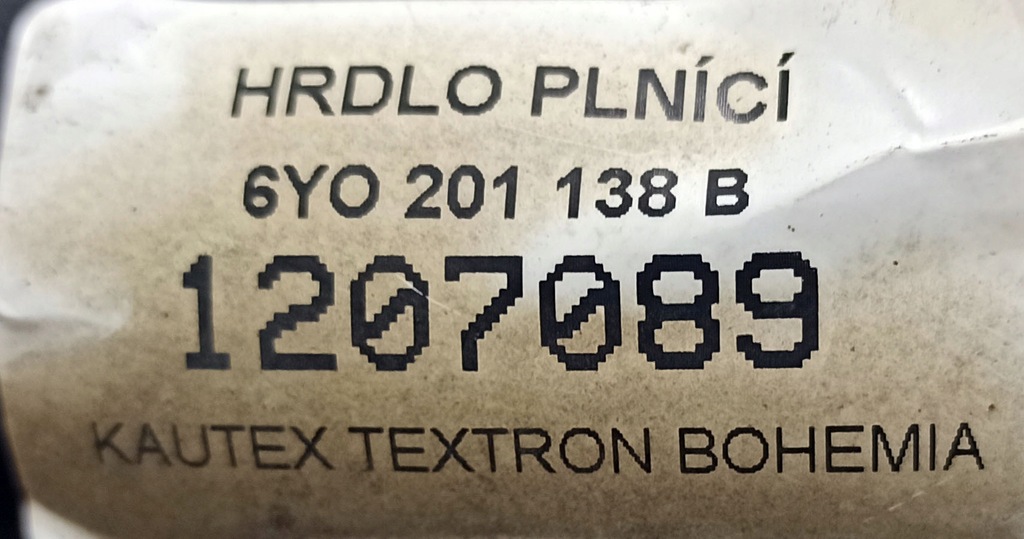 HRDLO PLNÍCÍ
6YO 201 138 B
1207089
KAUTEX TEXTRON BOHEMIA